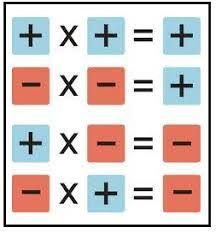 + x + = +
− x − = +
+ x − = −
− x + = −